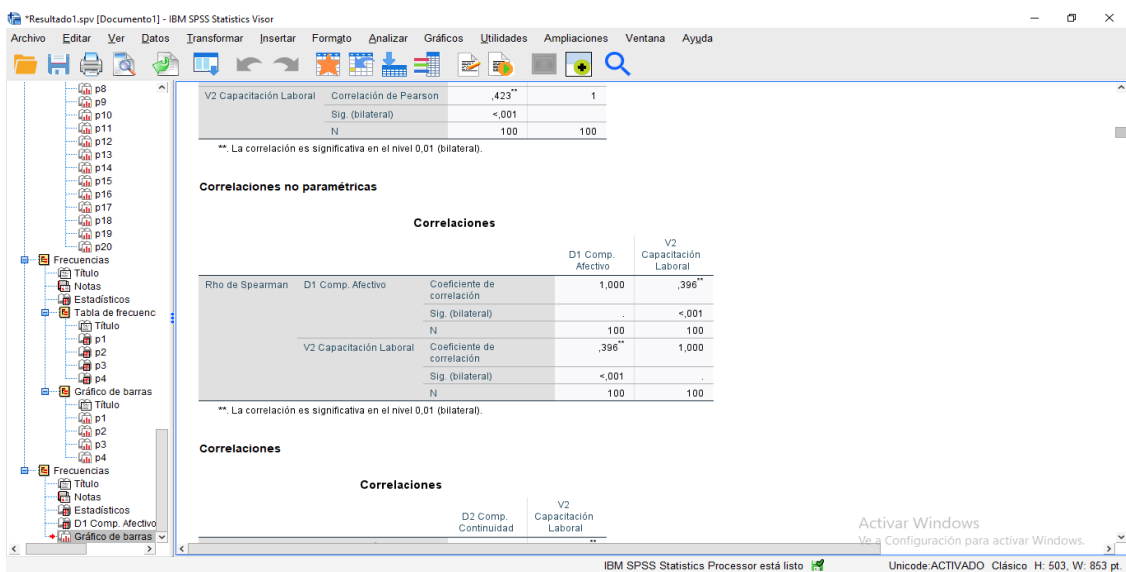 *Resultado1.spv [Documento1] - IBM SPSS Statistics Visor
Archivo Editar Ver Datos Transformar Insertar Formato Analizar Gráficos Utilidades Ampliaciones Ventana Ayuda
p8
p9
p10
p11
p12
p13
p14
p15
p16
p17
p18
p19
p20
Frecuencias
Título
Notas
Estadísticos
Tabla de frecuenc
Título
p1
p2
p3
p4
Gráfico de barras
Título
p1
p2
p3
p4
Frecuencias
Título
Notas
Estadísticos
D1 Comp. Afectivo
Gráfico de barras
V2 Capacitación Laboral Correlación de Pearson ,423** 1
Sig. (bilateral) <,001
N 100 100
**. La correlación es significativa en el nivel 0,01 (bilateral).
Correlaciones no paramétricas
Correlaciones
D1 Comp. Afectivo V2 Capacitación Laboral
Rho de Spearman D1 Comp. Afectivo Coeficiente de correlación 1,000 ,396**
Sig. (bilateral) . <,001
N 100 100
V2 Capacitación Laboral Coeficiente de correlación ,396** 1,000
Sig. (bilateral) <,001 .
N 100 100
**. La correlación es significativa en el nivel 0,01 (bilateral).
Correlaciones
Correlaciones
D2 Comp. Continuidad V2 Capacitación Laboral
**
Activar Windows
Ve a Configuración para activar Windows.
IBM SPSS Statistics Processor está listo Unicode:ACTIVADO Clásico H: 503, W: 853 pt.